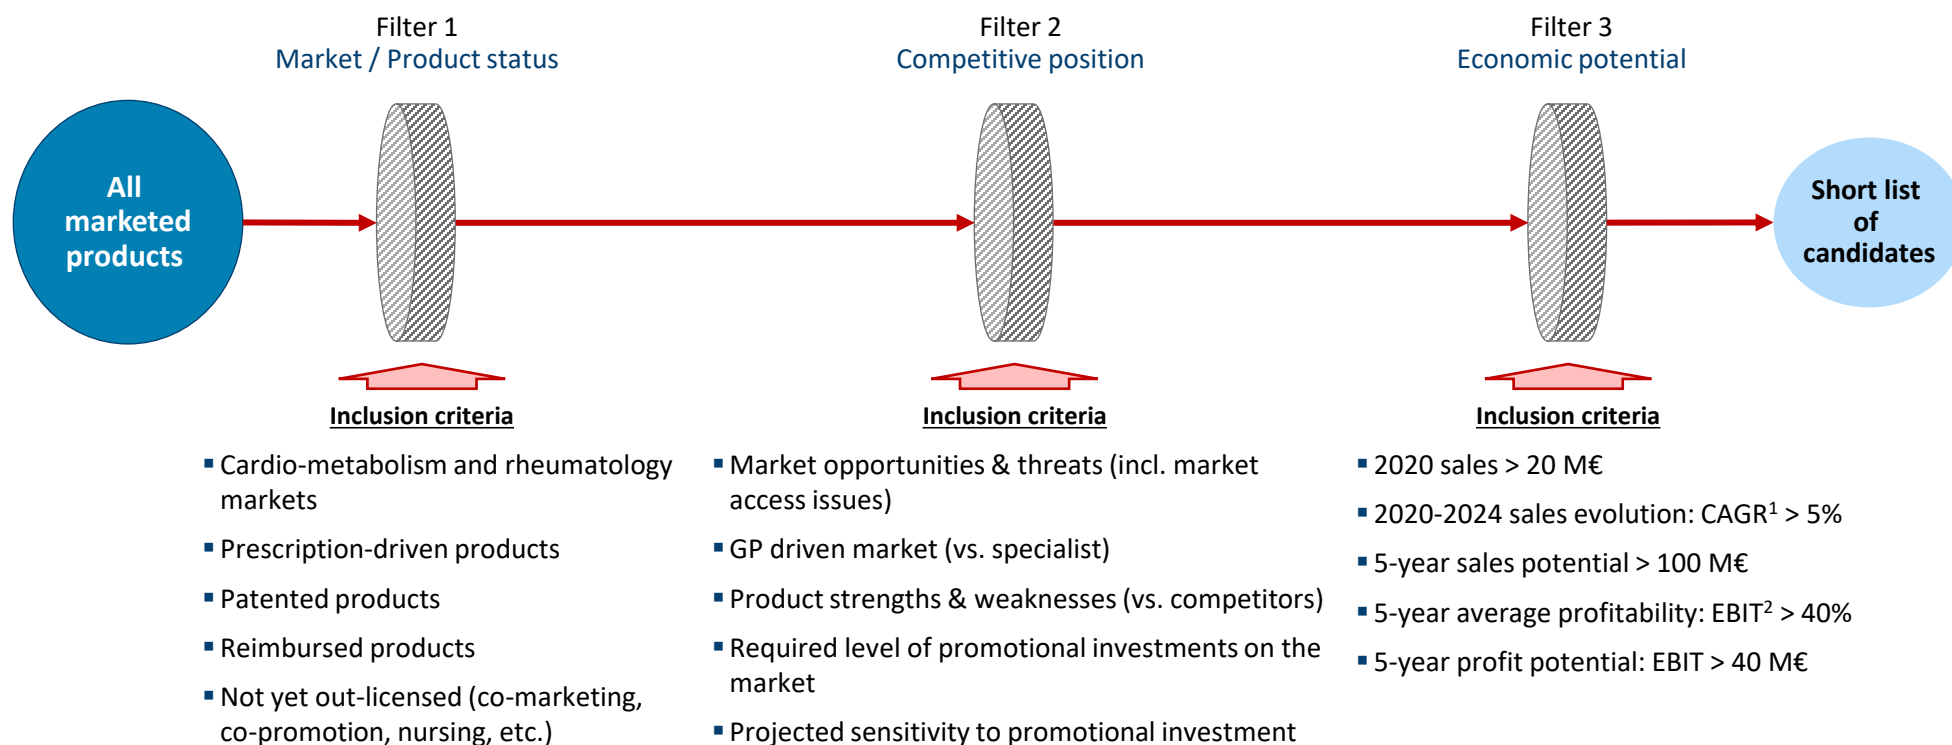 Filter 1
Market / Product status
Filter 2
Competitive position
Filter 3
Economic potential
All
marketed
products
Short list
of
candidates
Inclusion criteria
▪ Cardio-metabolism and rheumatology
markets
▪ Prescription-driven products
▪ Patented products
▪ Reimbursed products
▪ Not yet out-licensed (co-marketing,
co-promotion, nursing, etc.)
Inclusion criteria
▪ Market opportunities & threats (incl. market
access issues)
▪ GP driven market (vs. specialist)
▪ Product strengths & weaknesses (vs. competitors)
▪ Required level of promotional investments on the
market
▪ Projected sensitivity to promotional investment
Inclusion criteria
▪ 2020 sales > 20 M€
▪ 2020-2024 sales evolution: CAGR¹ > 5%
▪ 5-year sales potential > 100 M€
▪ 5-year average profitability: EBIT² > 40%
▪ 5-year profit potential: EBIT > 40 M€